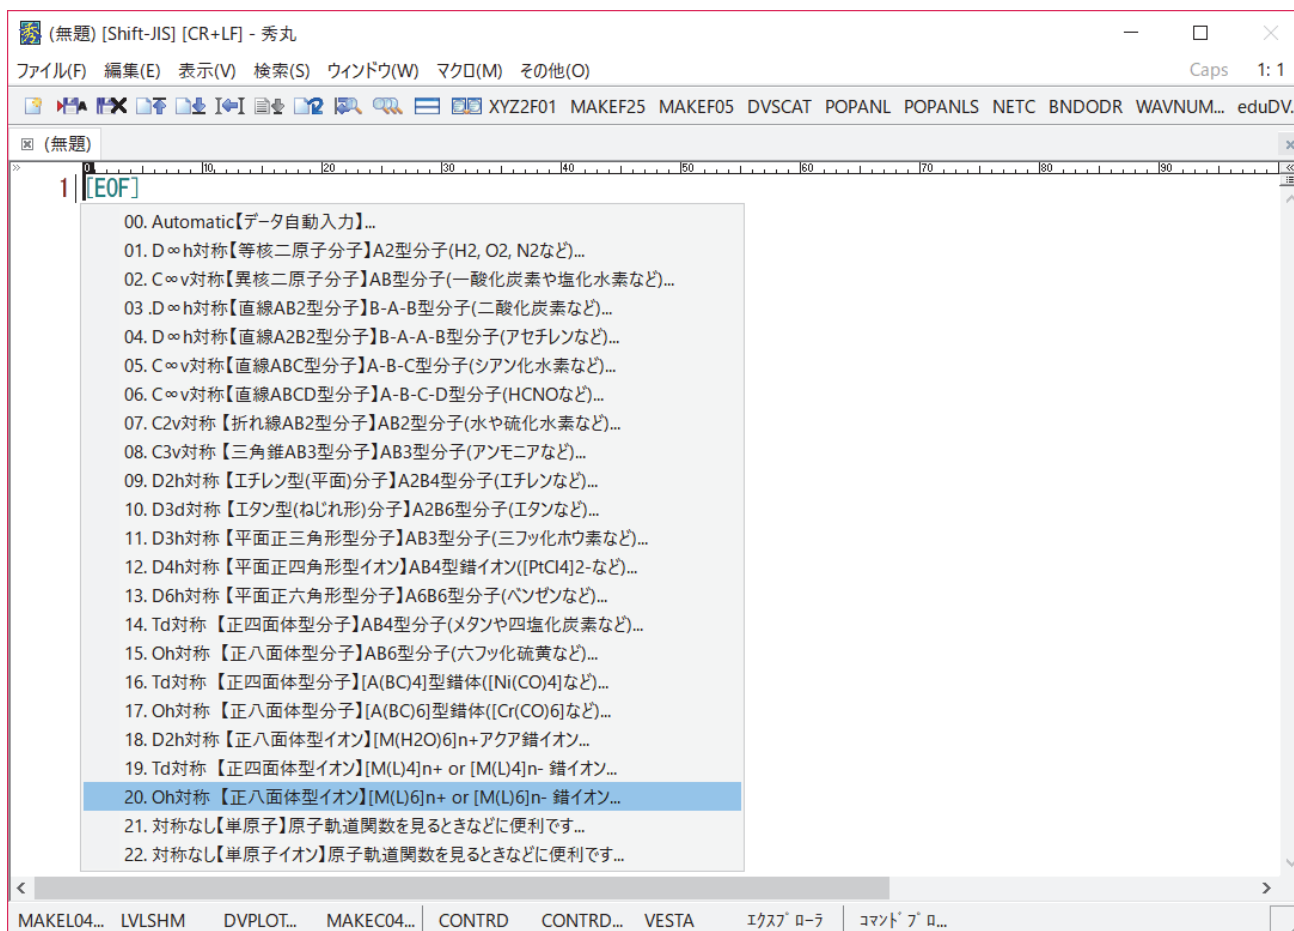 (無題) [Shift-JIS] [CR+LF] - 秀丸
ファイル(F) 編集(E) 表示(V) 検索(S) ウィンドウ(W) マクロ(M) その他(O) Caps 1: 1
XYZ2F01 MAKEF25 MAKEF05 DVSCAT POPANL POPANLS NETC BNDODR WAVNUM... eduDV.
(無題)
0 10 20 30 40 50 60 70 80 90
1 [EOF]
00. Automatic【データ自動入力】...
01. D∞h対称【等核二原子分子】A2型分子(H2, O2, N2など)...
02. C∞v対称【異核二原子分子】AB型分子(一酸化炭素や塩化水素など)...
03 .D∞h対称【直線AB2型分子】B-A-B型分子(二酸化炭素など)...
04. D∞h対称【直線A2B2型分子】B-A-A-B型分子(アセチレンなど)...
05. C∞v対称【直線ABC型分子】A-B-C型分子(シアン化水素など)...
06. C∞v対称【直線ABCD型分子】A-B-C-D型分子(HCNOなど)...
07. C2v対称 【折れ線AB2型分子】AB2型分子(水や硫化水素など)...
08. C3v対称 【三角錐AB3型分子】AB3型分子(アンモニアなど)...
09. D2h対称 【エチレン型(平面)分子】A2B4型分子(エチレンなど)...
10. D3d対称 【エタン型(ねじれ形)分子】A2B6型分子(エタンなど)...
11. D3h対称 【平面正三角形型分子】AB3型分子(三フッ化ホウ素など)...
12. D4h対称 【平面正四角形型イオン】AB4型錯イオン([PtCl4]2-など)...
13. D6h対称 【平面正六角形型分子】A6B6型分子(ベンゼンなど)...
14. Td対称 【正四面体型分子】AB4型分子(メタンや四塩化炭素など)...
15. Oh対称 【正八面体型分子】AB6型分子(六フッ化硫黄など)...
16. Td対称 【正四面体型分子】[A(BC)4]型錯体([Ni(CO)4]など)...
17. Oh対称 【正八面体型分子】[A(BC)6]型錯体([Cr(CO)6]など)...
18. D2h対称 【正八面体型イオン】[M(H2O)6]n+アクア錯イオン...
19. Td対称 【正四面体型イオン】[M(L)4]n+ or [M(L)4]n- 錯イオン...
20. Oh対称 【正八面体型イオン】[M(L)6]n+ or [M(L)6]n- 錯イオン...
21. 対称なし【単原子】原子軌道関数を見るときなどに便利です...
22. 対称なし【単原子イオン】原子軌道関数を見るときなどに便利です...
MAKEL04... LVLSHM DVPLOT... MAKEC04... CONTRD CONTRD... VESTA ｴｸｽﾌﾟﾛｰﾗ ｺﾏﾝﾄﾞﾌﾟﾛ...